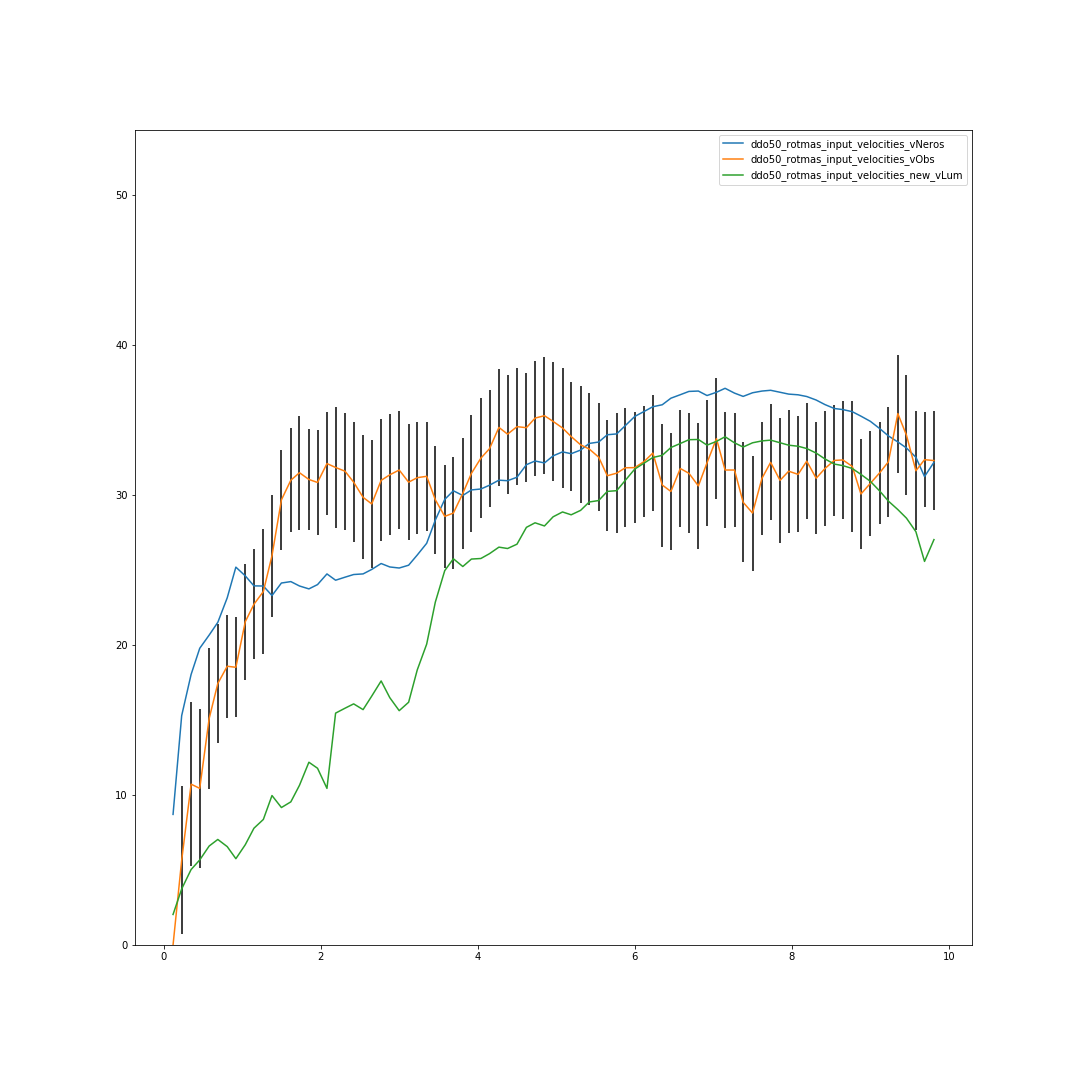 ddo50_rotmas_input_velocities_vNeros
ddo50_rotmas_input_velocities_vObs
ddo50_rotmas_input_velocities_new_vLum
50
40
30
20
10
0
0 2 4 6 8 10